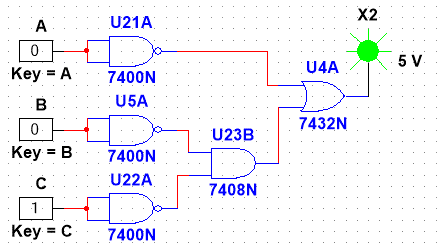 A
0
Key = A
U21A
7400N
X2
5 V
U4A
7432N
B
0
Key = B
U5A
7400N
U23B
7408N
C
1
Key = C
U22A
7400N